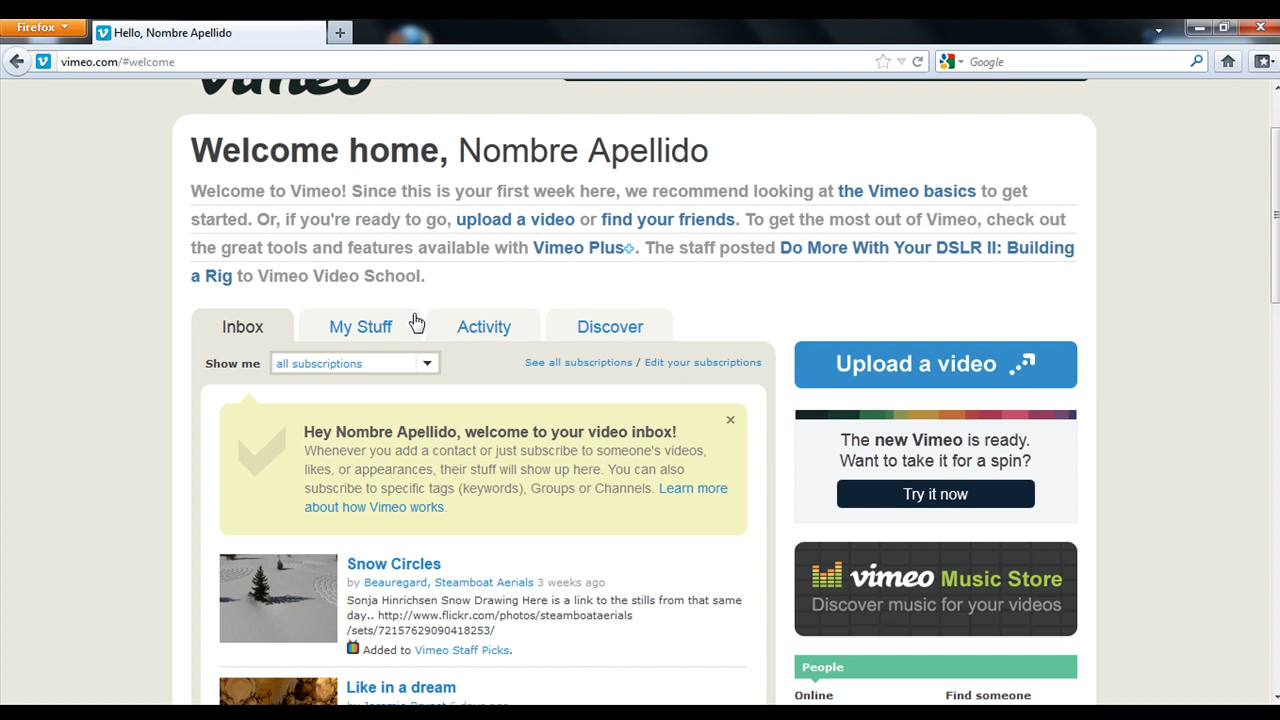 Firefox
Hello, Nombre Apellido
vimeo.com/#welcome
Google
vimeo
Welcome home, Nombre Apellido
Welcome to Vimeo! Since this is your first week here, we recommend looking at the Vimeo basics to get
started. Or, if you're ready to go, upload a video or find your friends. To get the most out of Vimeo, check out
the great tools and features available with Vimeo Plus. The staff posted Do More With Your DSLR II: Building
a Rig to Vimeo Video School.
Inbox My Stuff Activity Discover
Show me all subscriptions See all subscriptions / Edit your subscriptions
Hey Nombre Apellido, welcome to your video inbox!
Whenever you add a contact or just subscribe to someone's videos,
likes, or appearances, their stuff will show up here. You can also
subscribe to specific tags (keywords), Groups or Channels. Learn more
about how Vimeo works.
Snow Circles
by Beauregard, Steamboat Aerials 3 weeks ago
Sonja Hinrichsen Snow Drawing Here is a link to the stills from that same
day.. http://www.flickr.com/photos/steamboataerials
/sets/72157629090418253/
Added to Vimeo Staff Picks.
Like in a dream
Upload a video
The new Vimeo is ready.
Want to take it for a spin?
Try it now
vimeo Music Store
Discover music for your videos
People
Online Find someone